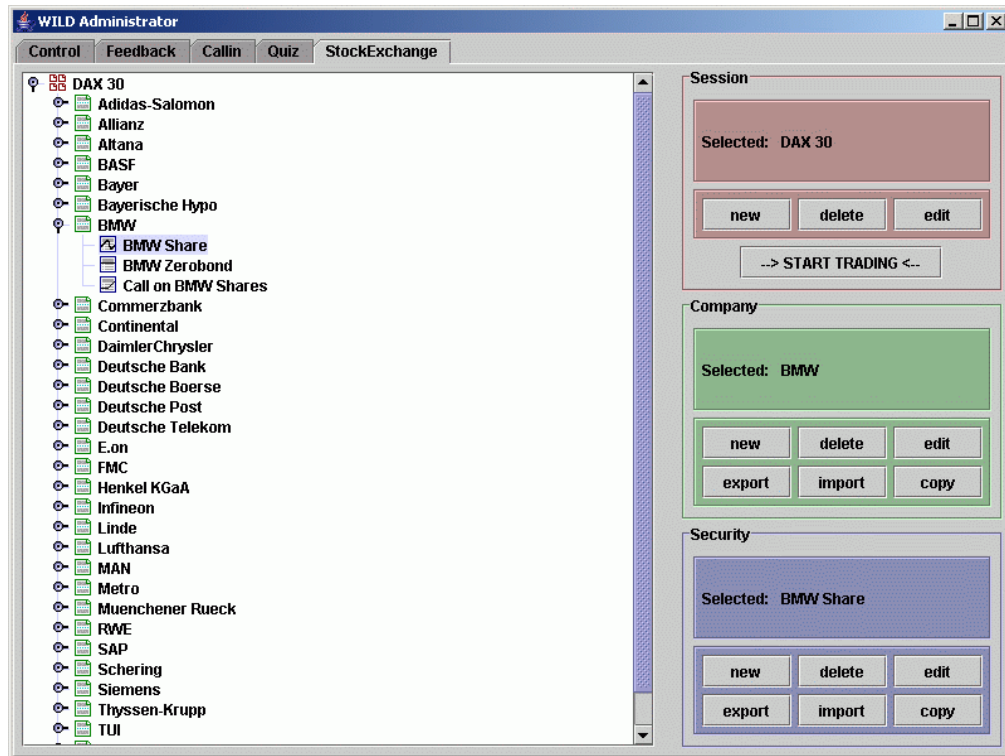 WILD Administrator
Control Feedback Callin Quiz StockExchange
DAX 30
Adidas-Salomon
Allianz
Altana
BASF
Bayer
Bayerische Hypo
BMW
BMW Share
BMW Zerobond
Call on BMW Shares
Commerzbank
Continental
DaimlerChrysler
Deutsche Bank
Deutsche Boerse
Deutsche Post
Deutsche Telekom
E.on
FMC
Henkel KGaA
Infineon
Linde
Lufthansa
MAN
Metro
Muenchener Rueck
RWE
SAP
Schering
Siemens
Thyssen-Krupp
TUI
Session
Selected: DAX 30
new delete edit
--> START TRADING <--
Company
Selected: BMW
new delete edit
export import copy
Security
Selected: BMW Share
new delete edit
export import copy